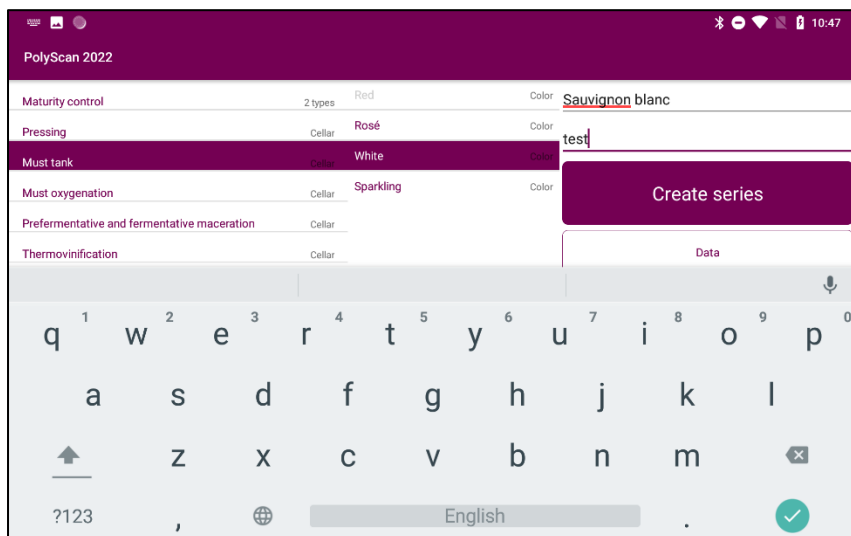 10:47
PolyScan 2022
Maturity control 2 types
Pressing Cellar
Must tank Cellar
Must oxygenation Cellar
Prefermentative and fermentative maceration Cellar
Thermovinification Cellar
Red Color
Rosé Color
White Color
Sparkling Color
Sauvignon blanc
test
Create series
Data
q 1 w 2 e 3 r 4 t 5 y 6 u 7 i 8 o 9 p 0
a s d f g h j k l
z x c v b n m
?123 , English .